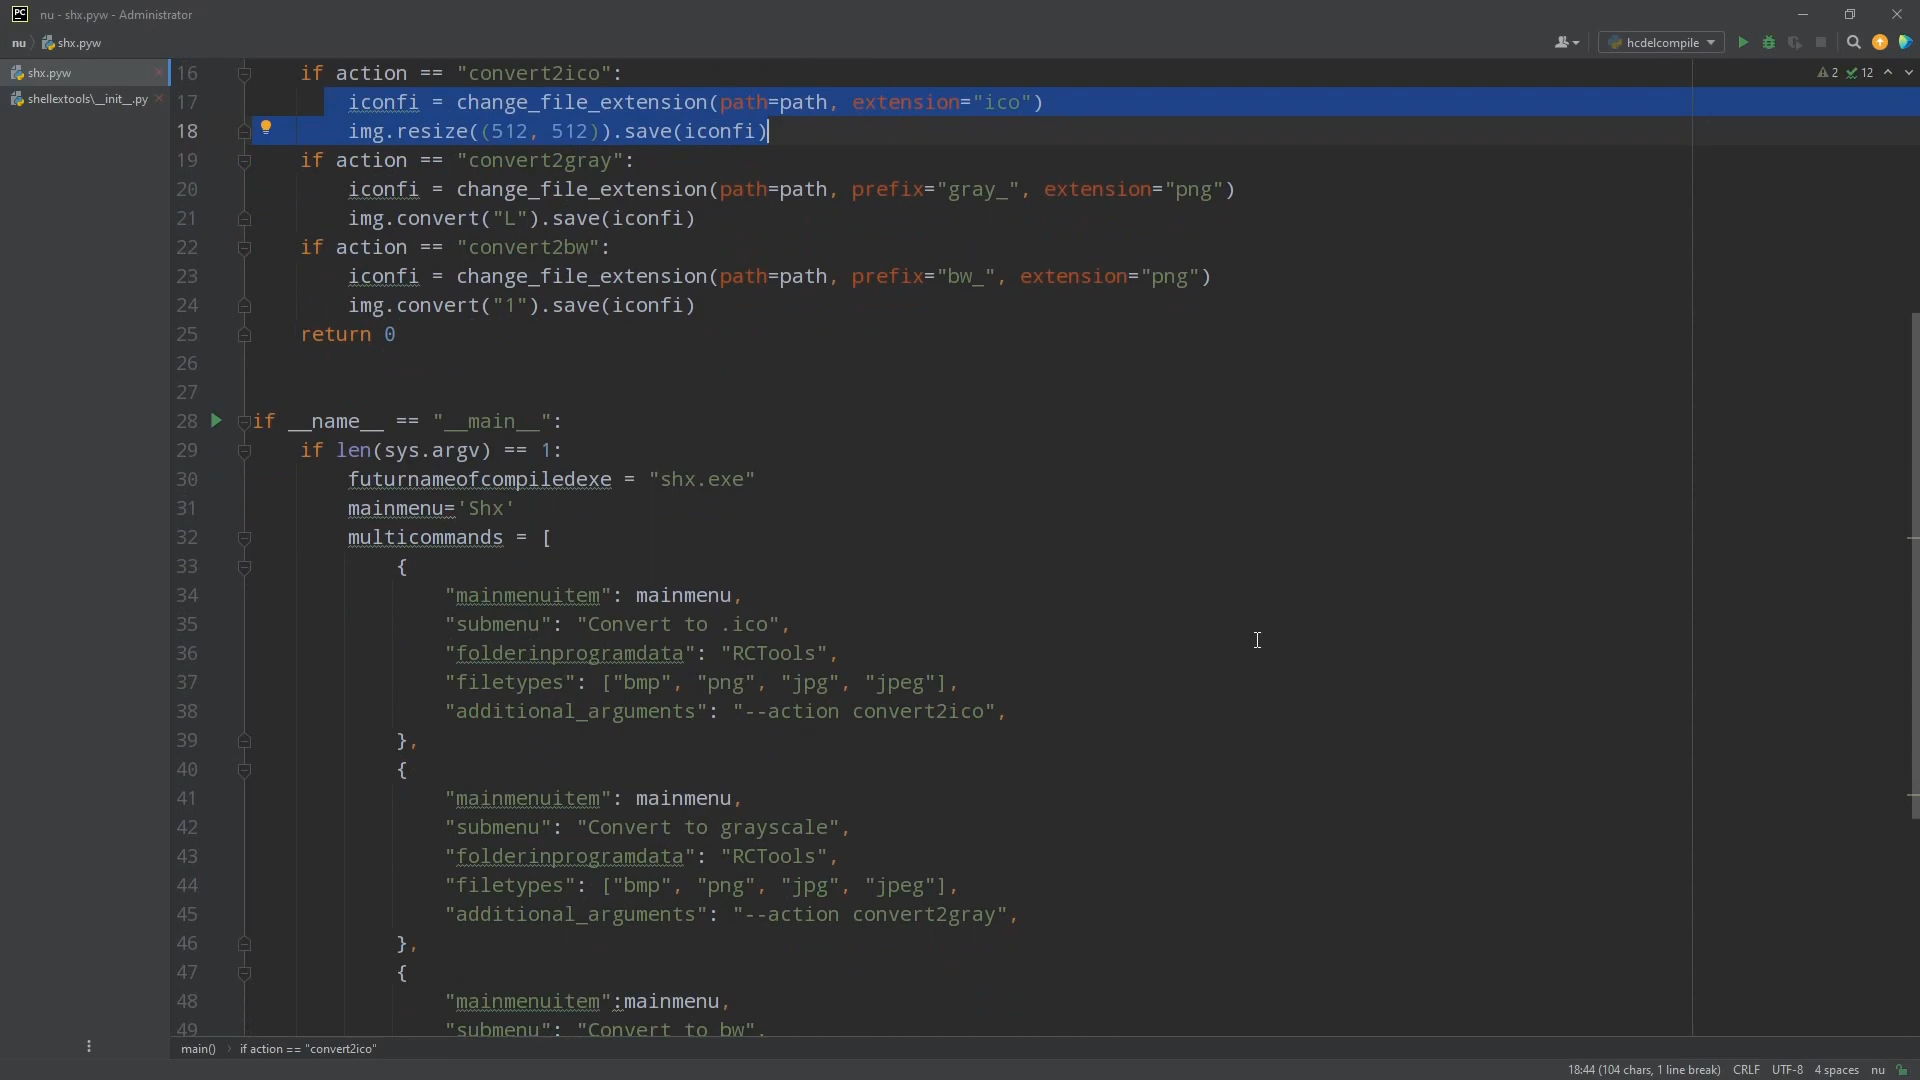 nu - shx.pyw - Administrator
nu shx.pyw
hcdelcompile
shx.pyw
shellextools\__init__.py
2 12
16 if action == "convert2ico":
17 iconfi = change_file_extension(path=path, extension="ico")
18 img.resize((512, 512)).save(iconfi)
19 if action == "convert2gray":
20 iconfi = change_file_extension(path=path, prefix="gray_", extension="png")
21 img.convert("L").save(iconfi)
22 if action == "convert2bw":
23 iconfi = change_file_extension(path=path, prefix="bw_", extension="png")
24 img.convert("1").save(iconfi)
25 return 0
26
27
28 if __name__ == "__main__":
29 if len(sys.argv) == 1:
30 futurnameofcompiledexe = "shx.exe"
31 mainmenu='Shx'
32 multicommands = [
33 {
34 "mainmenuitem": mainmenu,
35 "submenu": "Convert to .ico",
36 "folderinprogramdata": "RCTools",
37 "filetypes": ["bmp", "png", "jpg", "jpeg"],
38 "additional_arguments": "--action convert2ico",
39 },
40 {
41 "mainmenuitem": mainmenu,
42 "submenu": "Convert to grayscale",
43 "folderinprogramdata": "RCTools",
44 "filetypes": ["bmp", "png", "jpg", "jpeg"],
45 "additional_arguments": "--action convert2gray",
46 },
47 {
48 "mainmenuitem":mainmenu,
49 "submenu": "Convert to bw",
main() if action == "convert2ico"
18:44 (104 chars, 1 line break) CRLF UTF-8 4 spaces nu